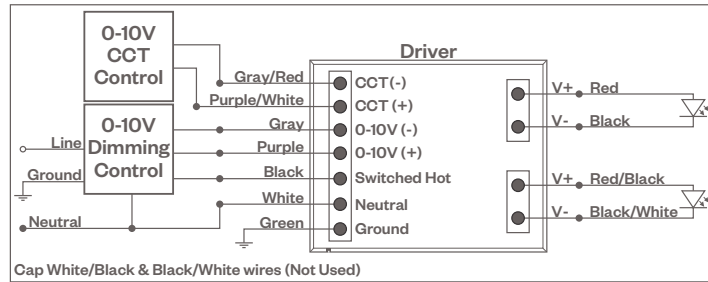 0-10V
CCT
Control
0-10V
Dimming
Control
Line
Ground
Neutral
Gray/Red
Purple/White
Gray
Purple
Black
White
Green
Driver
CCT (-)
CCT (+)
0-10V (-)
0-10V (+)
Switched Hot
Neutral
Ground
V+ Red
V- Black
V+ Red/Black
V- Black/White
Cap White/Black & Black/White wires (Not Used)